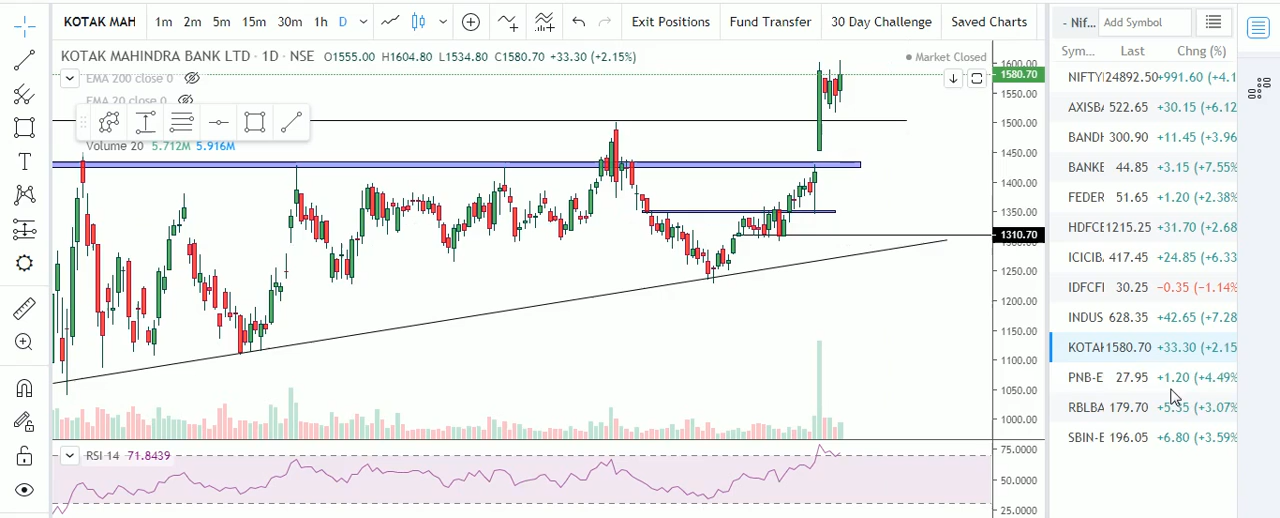 KOTAK MAH 1m 2m 5m 15m 30m 1h D Exit Positions Fund Transfer 30 Day Challenge Saved Charts
KOTAK MAHINDRA BANK LTD · 1D · NSE O1555.00 H1604.80 L1534.80 C1580.70 +33.30 (+2.15%)
Market Closed
EMA 200 close 0
EMA 20 close 0
Volume 20 5.712M 5.916M
1600.00
1580.70
1550.00
1500.00
1450.00
1400.00
1350.00
1310.70
1250.00
1200.00
1150.00
1100.00
1050.00
1000.00
RSI 14 71.8439
75.0000
50.0000
25.0000
- Nif... Add Symbol
Sym... Last Chng (%)
NIFTY 24892.50 +991.60 (+4.1
AXISB 522.65 +30.15 (+6.12
BANDH 300.90 +11.45 (+3.96
BANKE 44.85 +3.15 (+7.55%
FEDER 51.65 +1.20 (+2.38%
HDFCE 1215.25 +31.70 (+2.68
ICICIB 417.45 +24.85 (+6.33
IDFCFI 30.25 −0.35 (−1.14%
INDUS 628.35 +42.65 (+7.28
KOTAK 1580.70 +33.30 (+2.15
PNB-E 27.95 +1.20 (+4.49%
RBLBA 179.70 +5.35 (+3.07%
SBIN-E 196.05 +6.80 (+3.59%